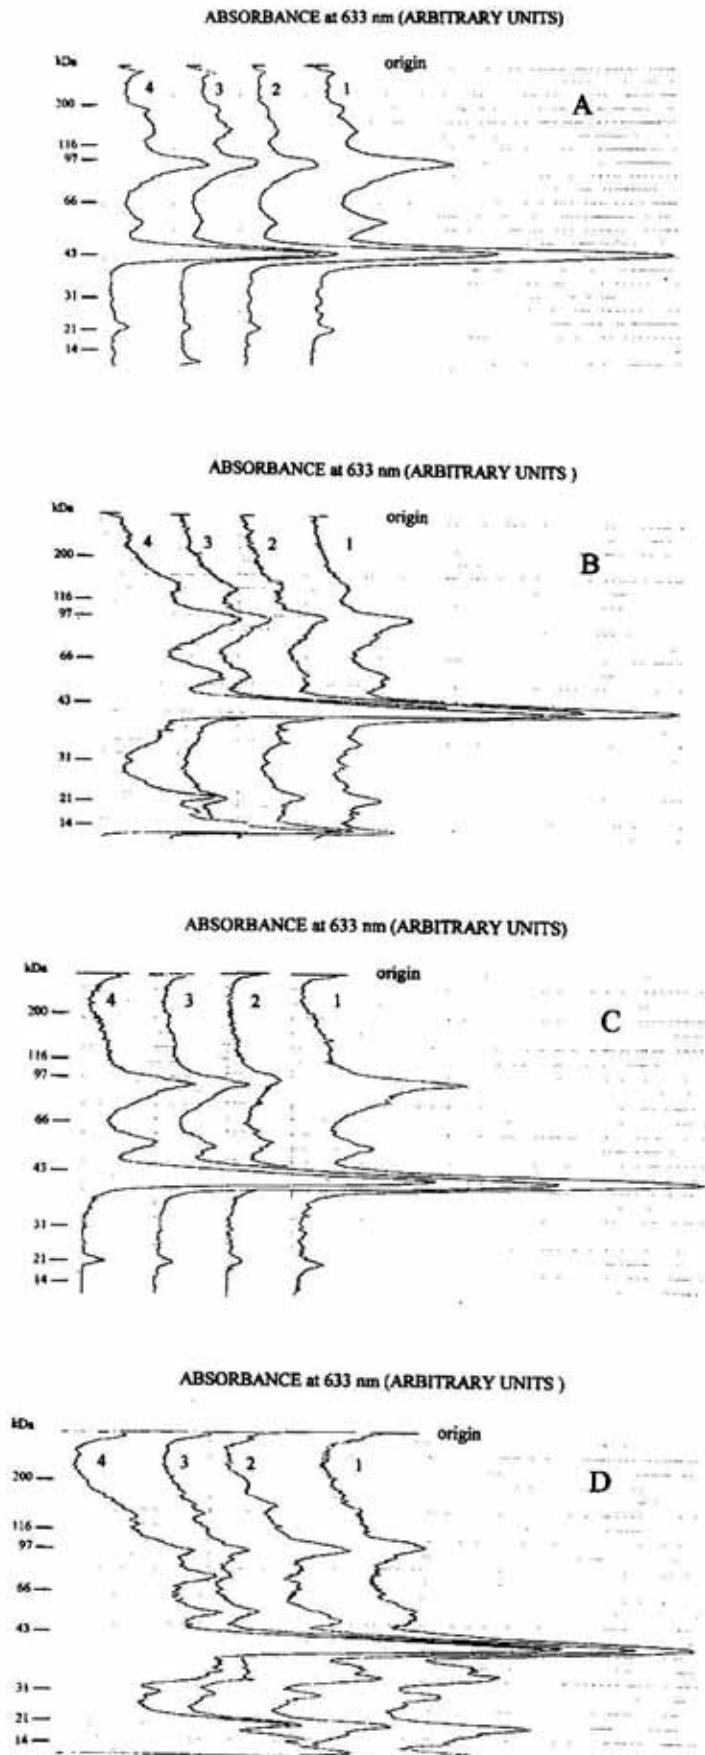 ABSORBANCE at 633 nm (ARBITRARY UNITS)
kDa
origin
4 3 2 1
A
200
116
97
66
43
31
21
14
ABSORBANCE at 633 nm (ARBITRARY UNITS )
kDa
origin
4 3 2 1
B
200
116
97
66
43
31
21
14
ABSORBANCE at 633 nm (ARBITRARY UNITS)
kDa
origin
4 3 2 1
C
200
116
97
66
43
31
21
14
ABSORBANCE at 633 nm (ARBITRARY UNITS )
kDa
origin
4 3 2 1
D
200
116
97
66
43
31
21
14